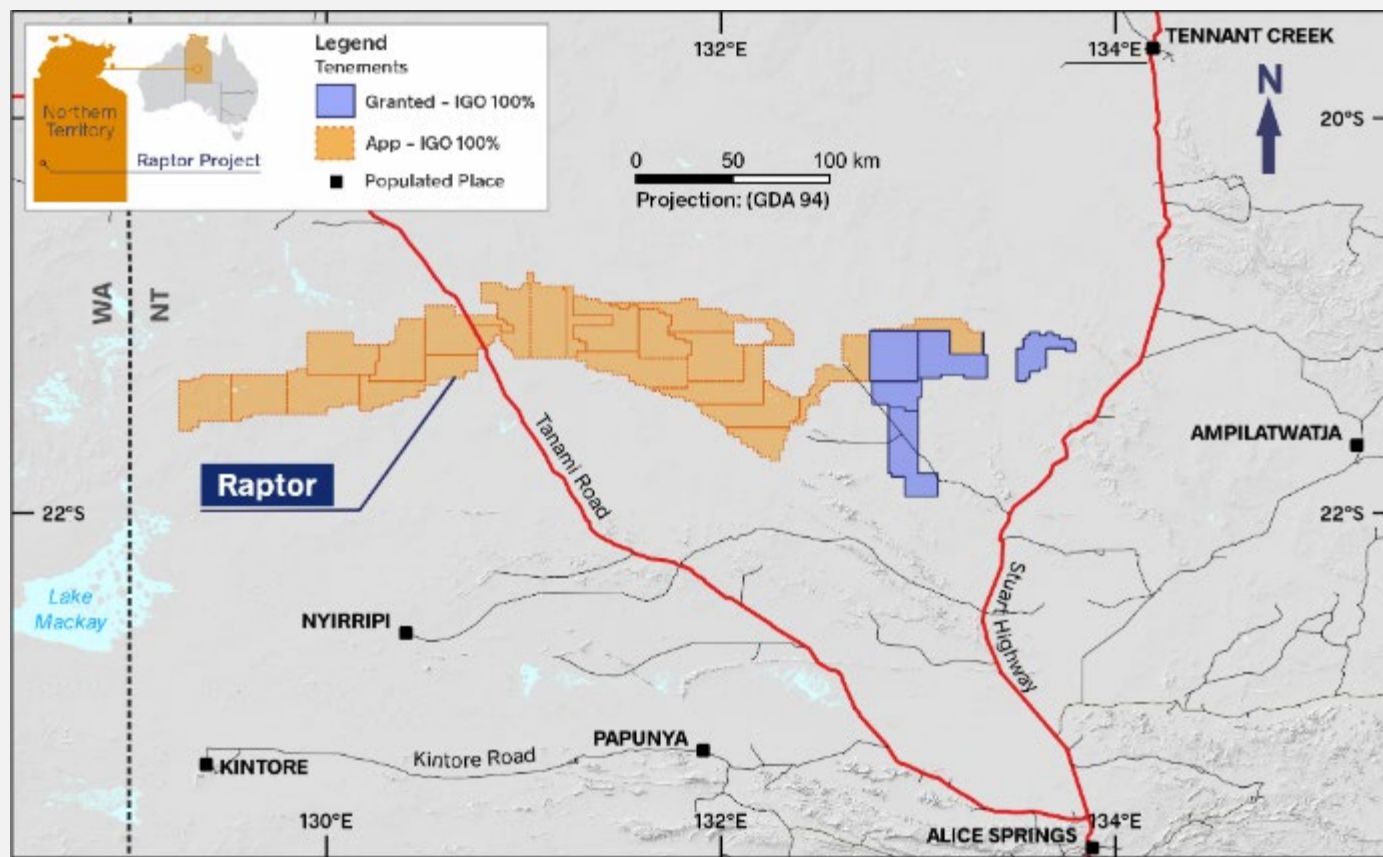 Legend
Tenements
Granted – IGO 100%
App – IGO 100%
Populated Place
Northern
Territory
Raptor Project
132°E
134°E
TENNANT CREEK
N
20°S
0 50 100 km
Projection: (GDA 94)
WA
NT
Raptor
Tanami Road
AMPILATWATJA
22°S
22°S
Lake
Mackay
NYIRRIPI
Stuart Highway
PAPUNYA
KINTORE
Kintore Road
130°E
132°E
134°E
ALICE SPRINGS